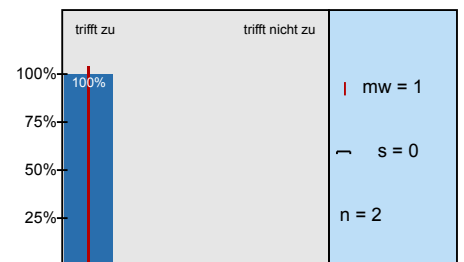 trifft zu trifft nicht zu
100%
100%
75%
50%
25%
mw = 1
s = 0
n = 2